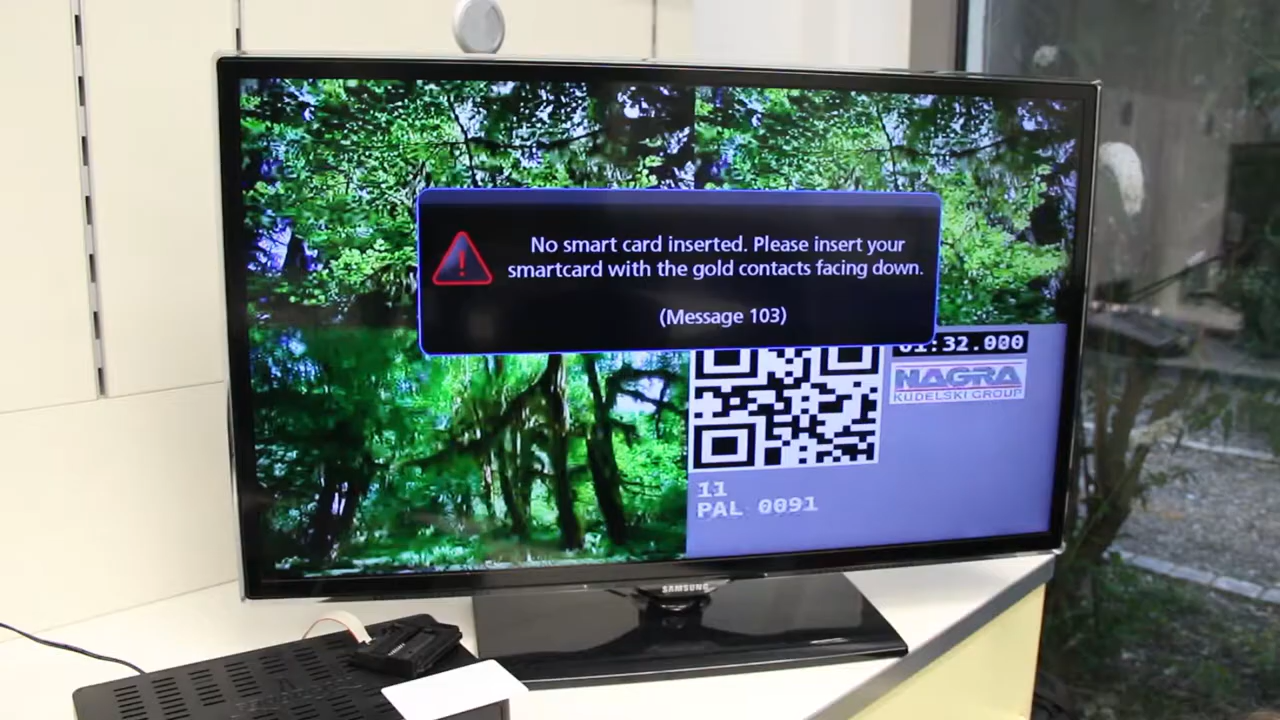 No smart card inserted. Please insert your
smartcard with the gold contacts facing down.
(Message 103)
01:32.000
NAGRA
KUDELSKI GROUP
11
PAL 0091
SAMSUNG